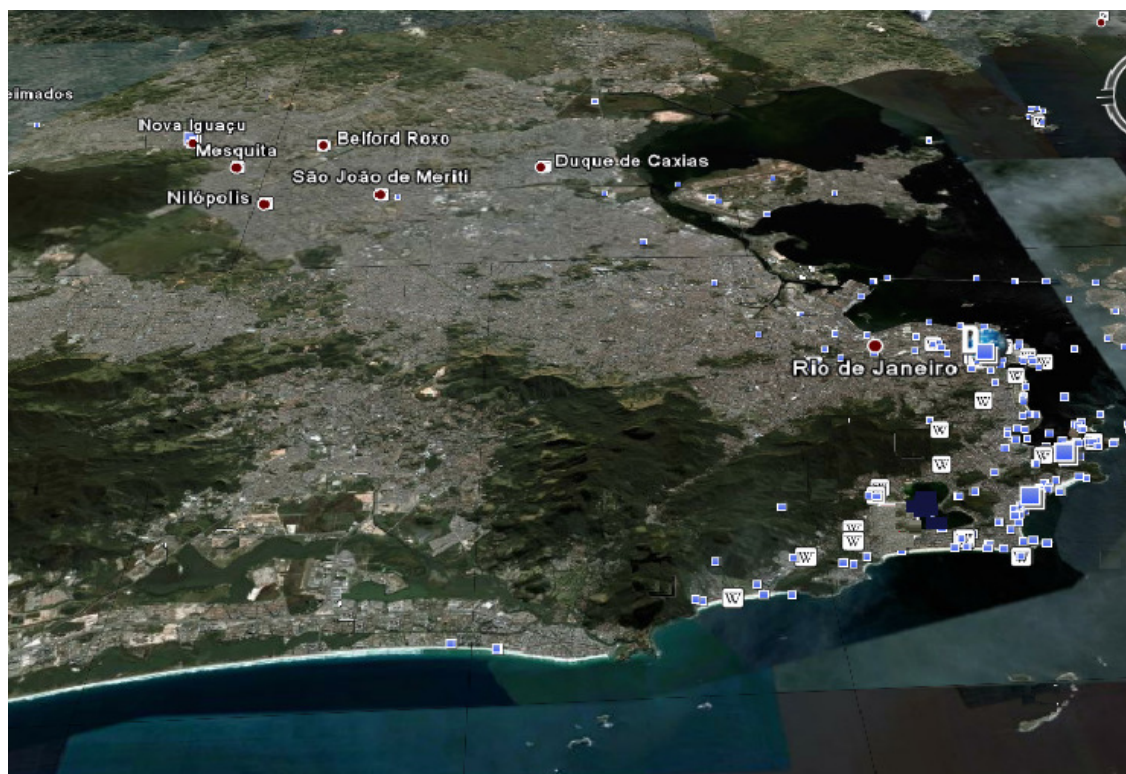 eimados
Nova Iguaçu
Belford Roxo
Mesquita
Duque de Caxias
São João de Meriti
Nilópolis
D
Rio de Janeiro
W
W
W
W
W
W
W
W
W
W
W
W
W